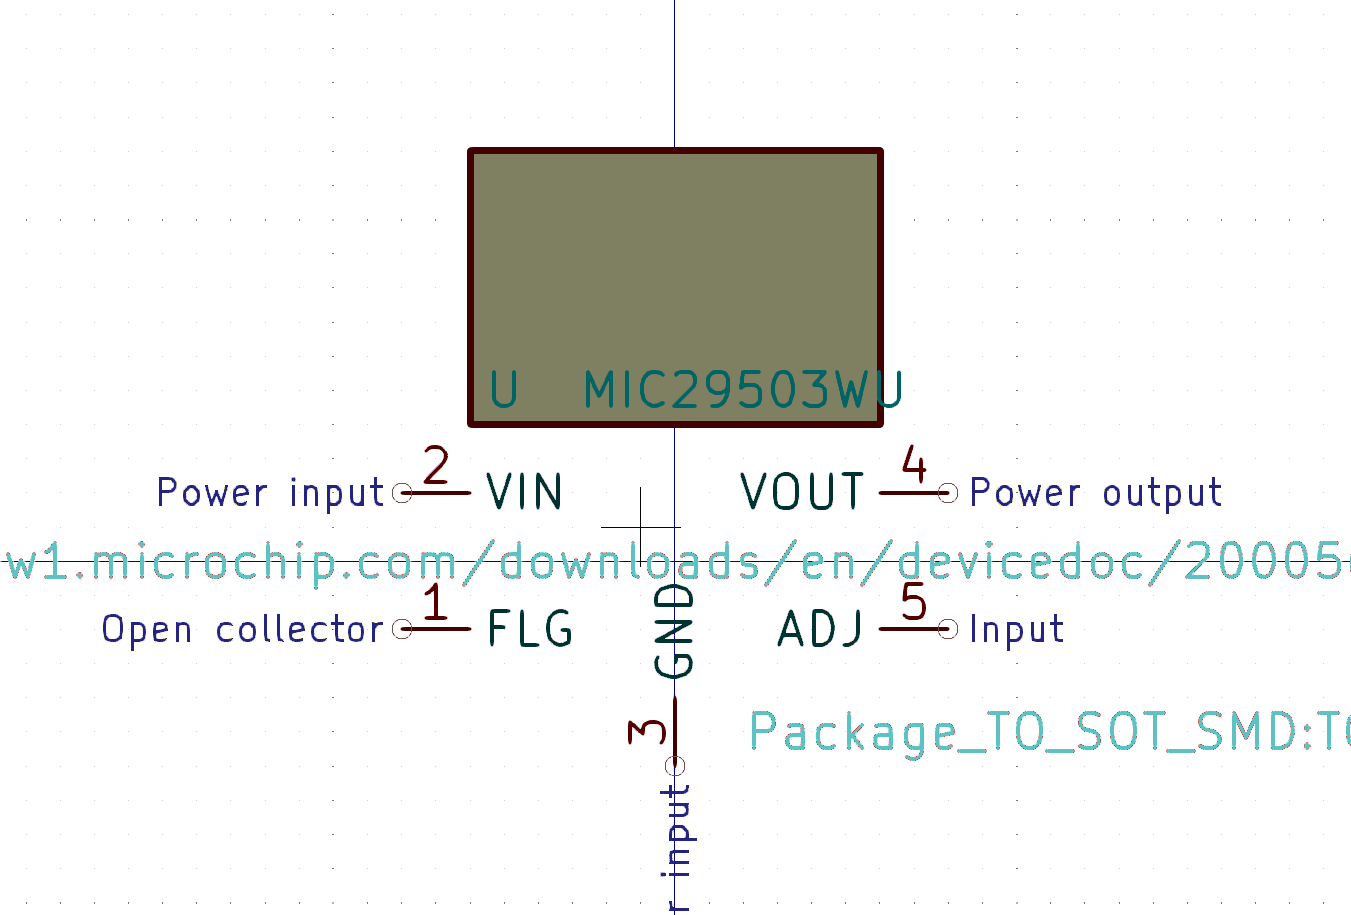 U MIC29503WU
2 4
Power input VIN VOUT Power output
w1.microchip.com/downloads/en/devicedoc/20005
1 5
Open collector FLG GND ADJ Input
3
Package_TO_SOT_SMD:TO
r input